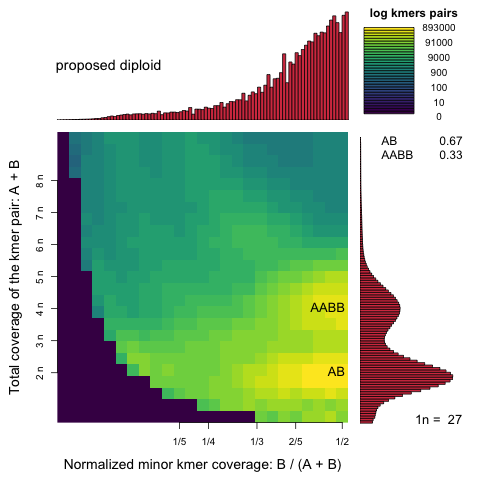 log kmers pairs
893000
91000
9000
900
100
10
0
proposed diploid
AB 0.67
AABB 0.33
Total coverage of the kmer pair: A + B
8 n
7 n
6 n
5 n
4 n
3 n
2 n
AABB
AB
1n = 27
1/5 1/4 1/3 2/5 1/2
Normalized minor kmer coverage: B / (A + B)